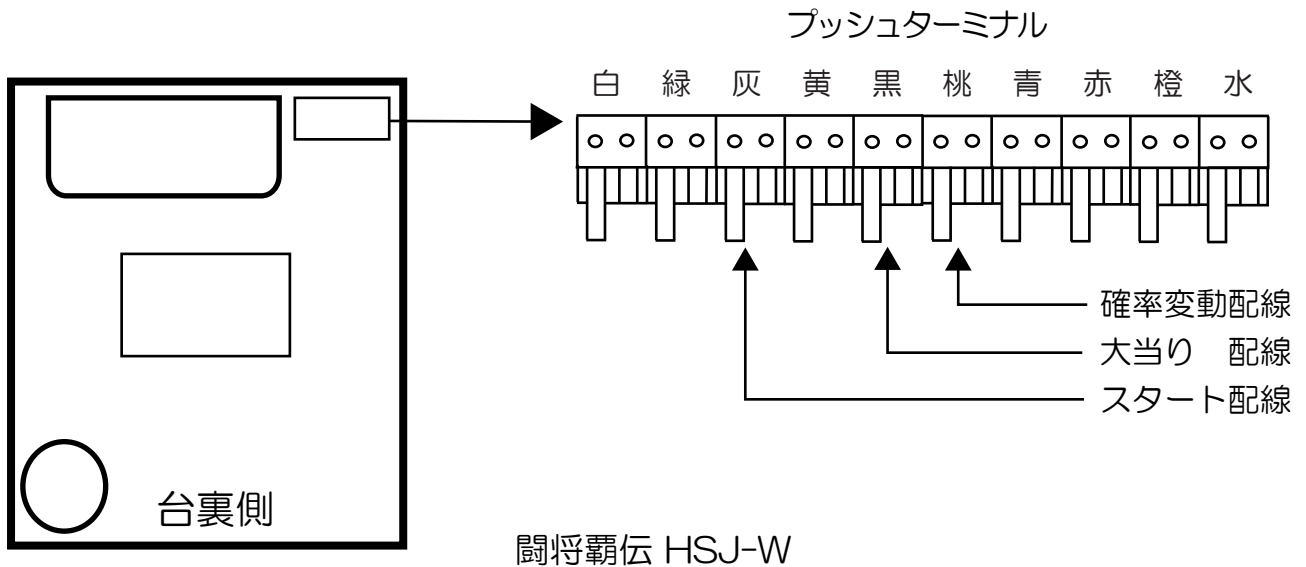 プッシュターミナル
白 緑 灰 黄 黒 桃 青 赤 橙 水
確率変動配線
大当り 配線
スタート配線
台裏側
闘将覇伝 HSJ-W